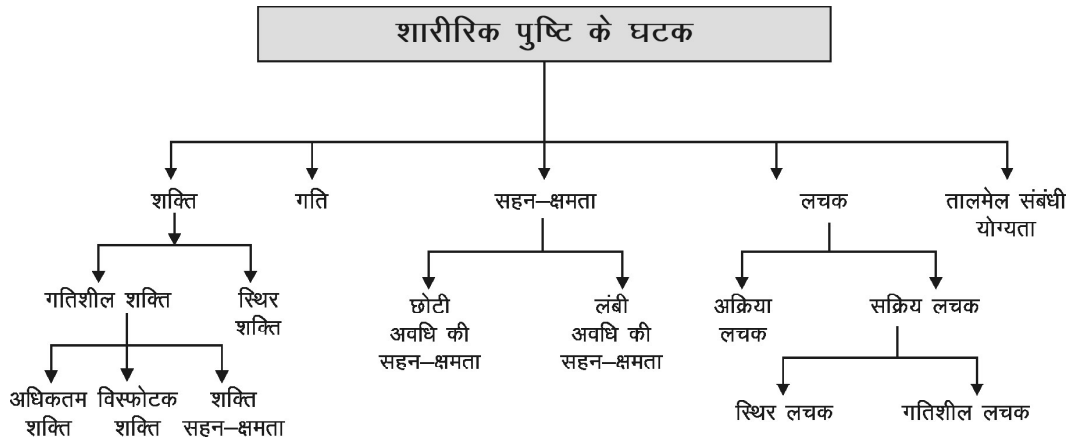 शारीरिक पुष्टि के घटक
शक्ति
गति
सहन–क्षमता
लचक
तालमेल संबंधी
योग्यता
गतिशील शक्ति
स्थिर
शक्ति
छोटी
अवधि की
सहन–क्षमता
लंबी
अवधि की
सहन–क्षमता
अक्रिया
लचक
सक्रिय लचक
अधिकतम
शक्ति
विस्फोटक
शक्ति
शक्ति
सहन–क्षमता
स्थिर लचक
गतिशील लचक